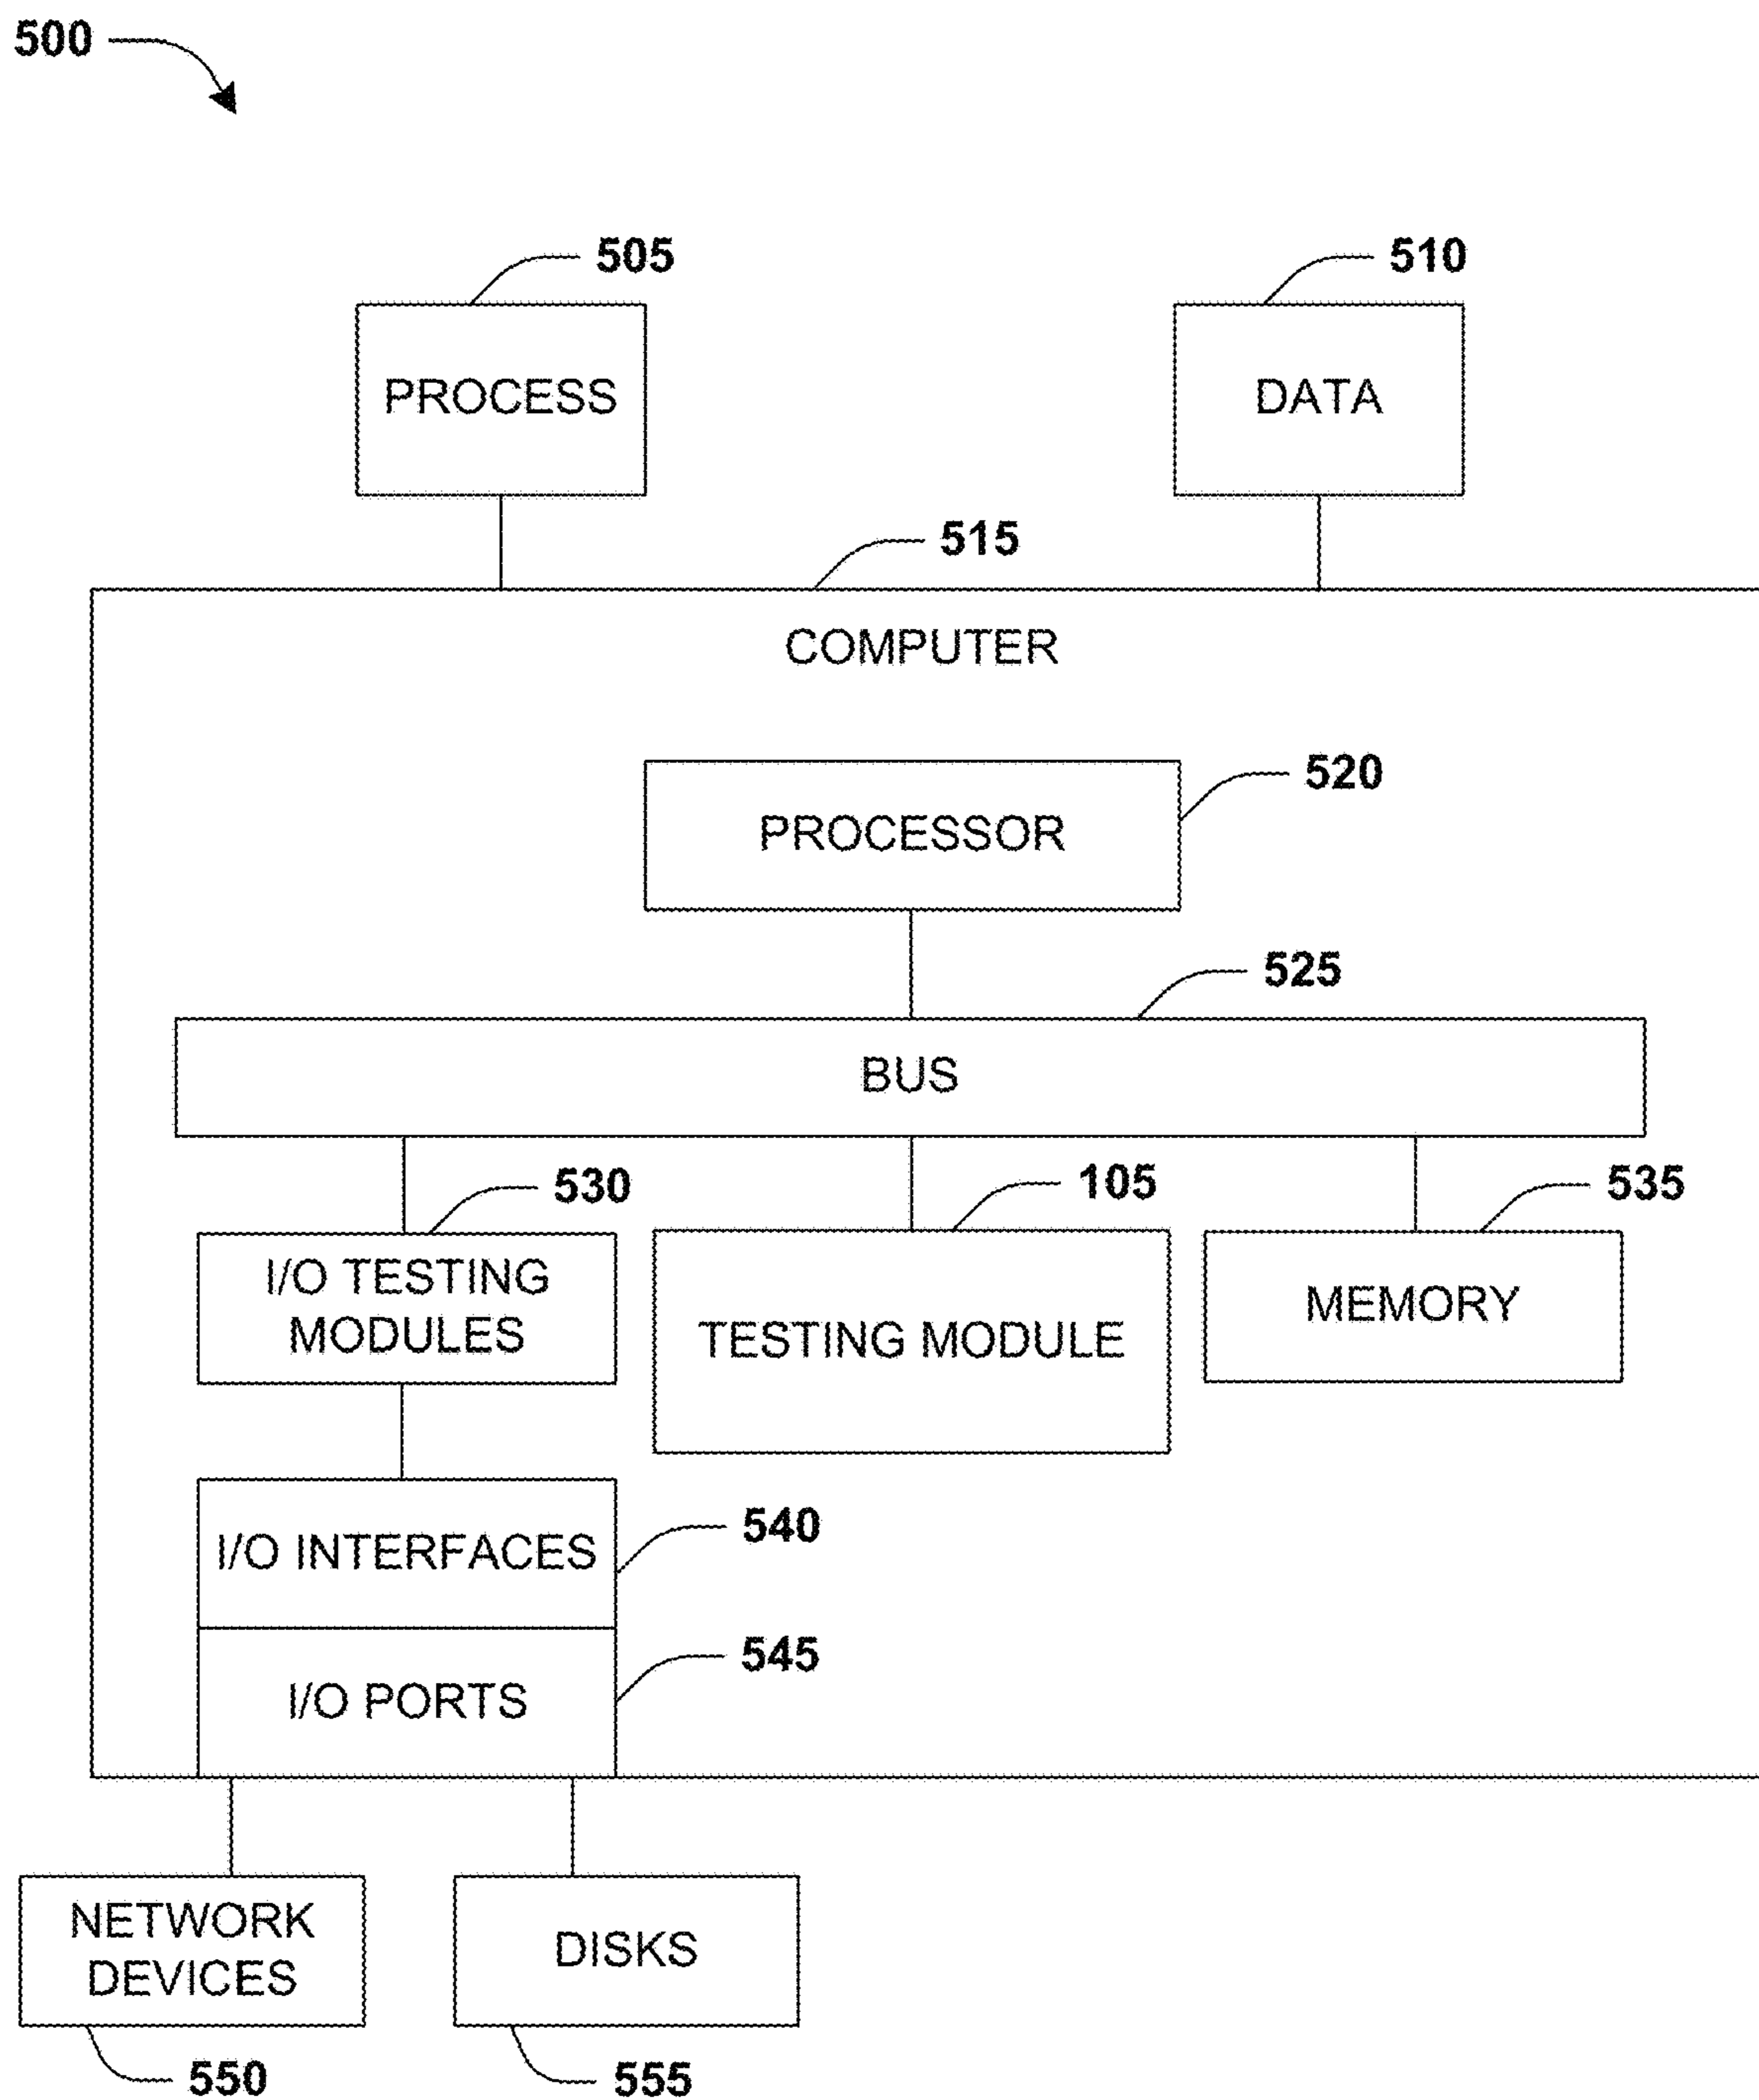 500
505
510
PROCESS
DATA
515
COMPUTER
520
PROCESSOR
525
BUS
530
105
535
I/O TESTING
MODULES
TESTING MODULE
MEMORY
540
I/O INTERFACES
545
I/O PORTS
NETWORK
DEVICES
DISKS
550
555